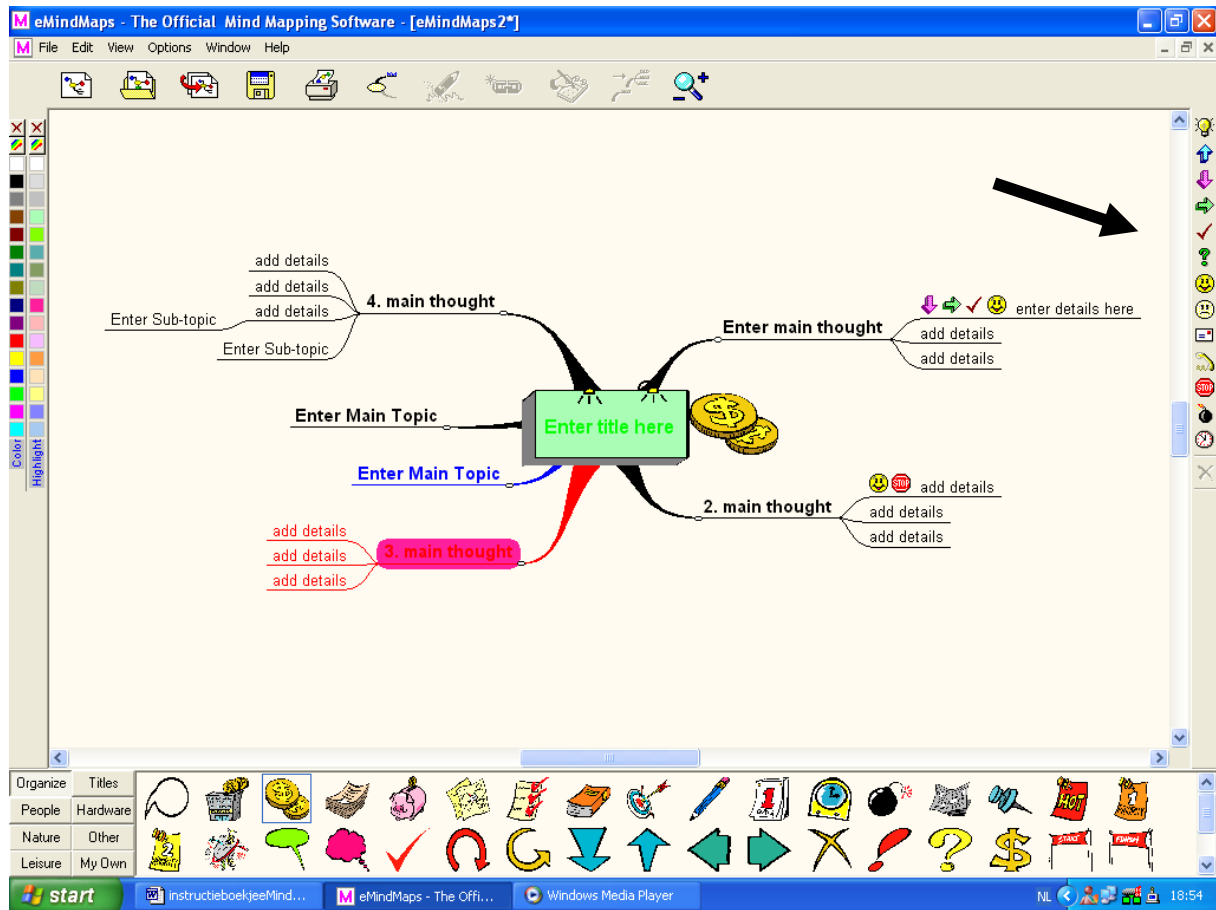 eMindMaps - The Official Mind Mapping Software - [eMindMaps2*]
File Edit View Options Window Help
add details
add details
add details
Enter Sub-topic
Enter Sub-topic
4. main thought
Enter main thought
enter details here
add details
add details
Enter Main Topic
Enter title here
Enter Main Topic
2. main thought
STOP
add details
add details
add details
3. main thought
add details
add details
add details
Color
Highlight
STOP
Organize Titles
People Hardware
Nature Other
Leisure My Own
HOT
start
instructieboekjeeMind...
eMindMaps - The Offi...
Windows Media Player
NL
18:54